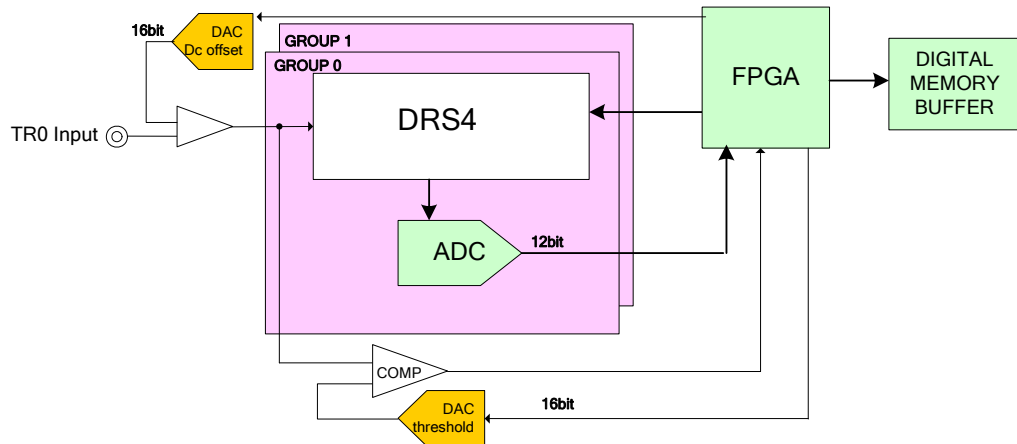 16bit
DAC
Dc offset
GROUP 1
GROUP 0
FPGA
DIGITAL
MEMORY
BUFFER
DRS4
TR0 Input
ADC
12bit
COMP
DAC
threshold
16bit